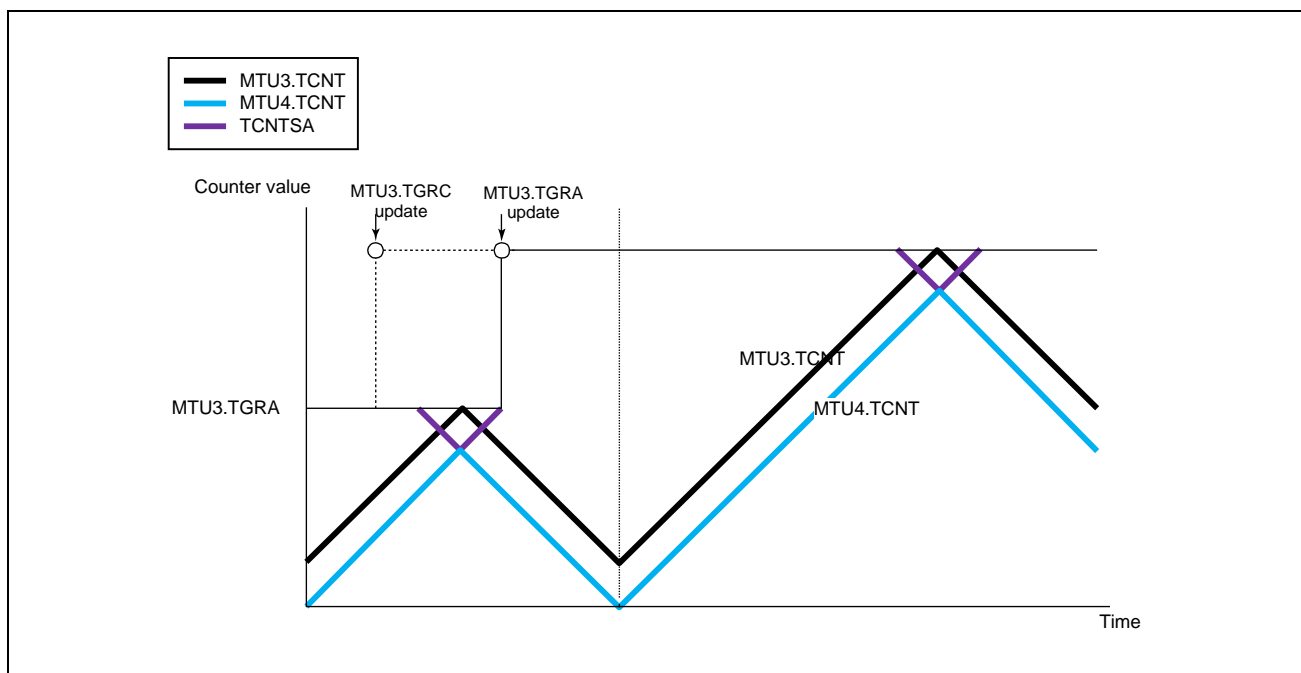 MTU3.TCNT
MTU4.TCNT
TCNTSA
Counter value
MTU3.TGRC
update
MTU3.TGRA
update
MTU3.TCNT
MTU3.TGRA
MTU4.TCNT
Time